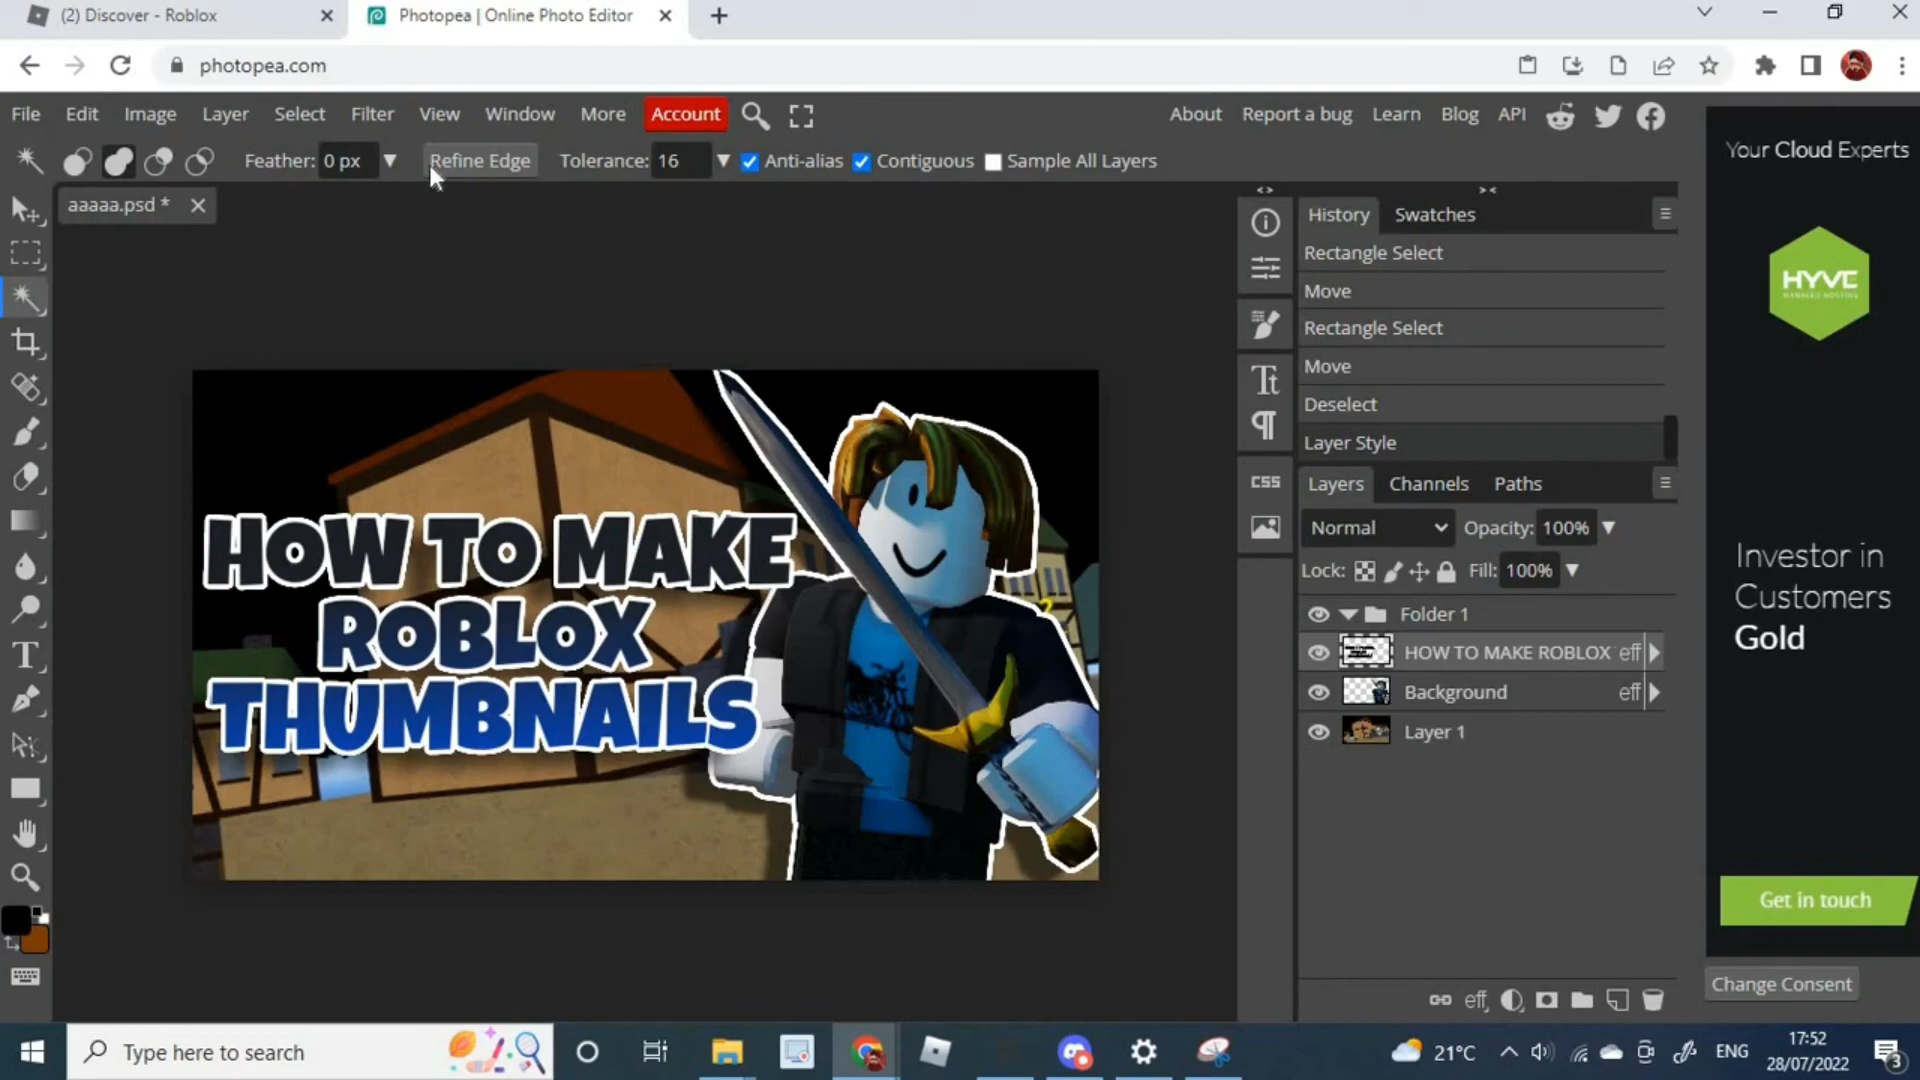 (2) Discover - Roblox
Photopea | Online Photo Editor
photopea.com
File Edit Image Layer Select Filter View Window More Account
About Report a bug Learn Blog API
Feather: 0 px Refine Edge Tolerance: 16 Anti-alias Contiguous Sample All Layers
aaaaa.psd *
HOW TO MAKE
ROBLOX
THUMBNAILS
History Swatches
Rectangle Select
Move
Rectangle Select
Move
Deselect
Layer Style
Tt
CSS
Layers Channels Paths
Normal Opacity: 100%
Lock: Fill: 100%
Folder 1
HOW TO MAKE ROBLOX eff
Background eff
Layer 1
eff
T
Your Cloud Experts
HYVE
MANAGED HOSTING
Investor in
Customers
Gold
Get in touch
Change Consent
Type here to search
21°C
ENG
17:52
28/07/2022
3